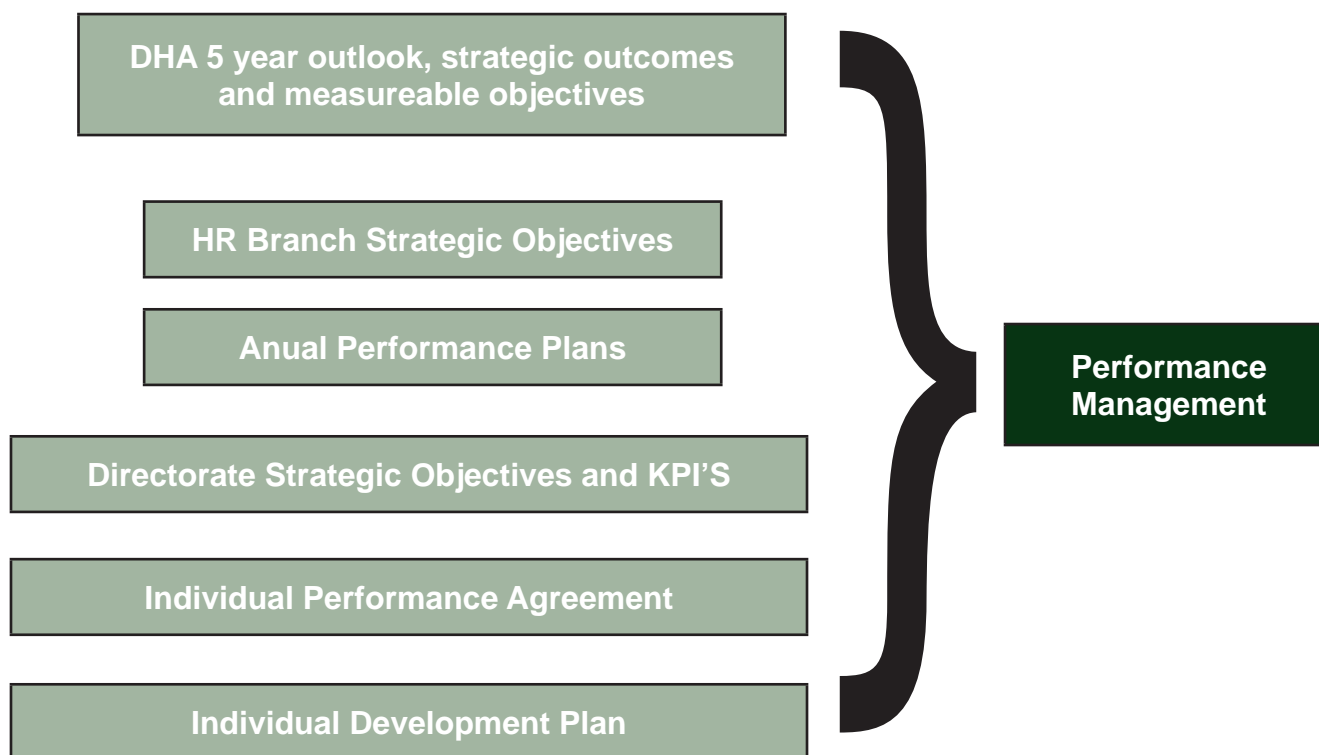 DHA 5 year outlook, strategic outcomes
and measureable objectives
HR Branch Strategic Objectives
Anual Performance Plans
Directorate Strategic Objectives and KPI'S
Individual Performance Agreement
Individual Development Plan
Performance
Management